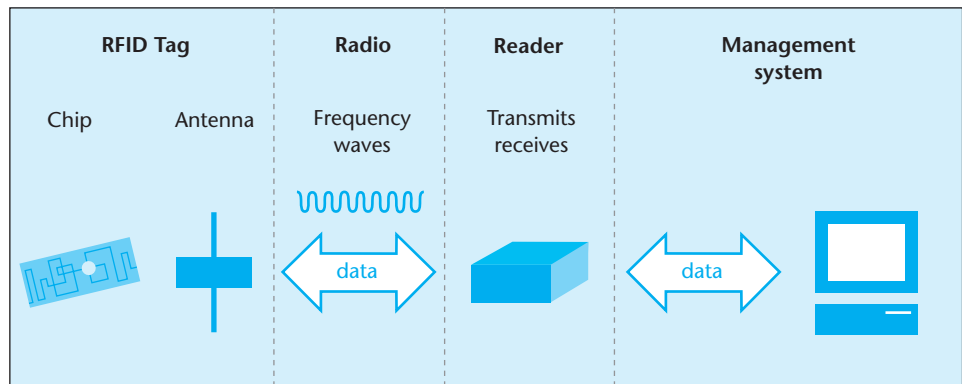 RFID Tag
Radio
Reader
Management
system
Chip
Antenna
Frequency
waves
Transmits
receives
data
data